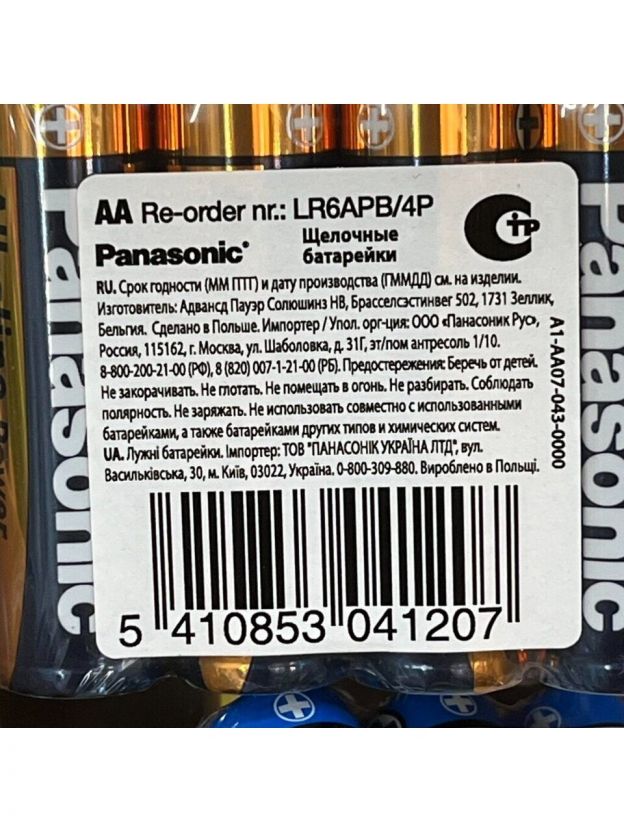 AA Re-order nr.: LR6APB/4P
Panasonic
Щелочные
батарейки
RU. Срок годности (ММ ГГГГ) и дату производства (ГММДД) см. на изделии.
Изготовитель: Адвансд Пауэр Солюшинз НВ, Брасселсэстинвег 502, 1731 Зеллик,
Бельгия. Сделано в Польше. Импортер / Упол. орг-ция: ООО «Панасоник Рус»,
Россия, 115162, г. Москва, ул. Шаболовка, д. 31Г, эт/пом антресоль 1/10.
8-800-200-21-00 (РФ), 8 (820) 007-1-21-00 (РБ). Предостережения: Беречь от детей.
Не закорачивать. Не глотать. Не помещать в огонь. Не разбирать. Соблюдать
полярность. Не заряжать. Не использовать совместно с использованными
батарейками, а также батарейками других типов и химических систем.
UA. Лужні батарейки. Імпортер: ТОВ "ПАНАСОНІК УКРАЇНА ЛТД", вул.
Васильківська, 30, м. Київ, 03022, Україна. 0-800-309-880. Вироблено в Польщі.
A1-AA07-043-0000
5 410853 041207
Panasonic
Alkaline Power
Panasonic